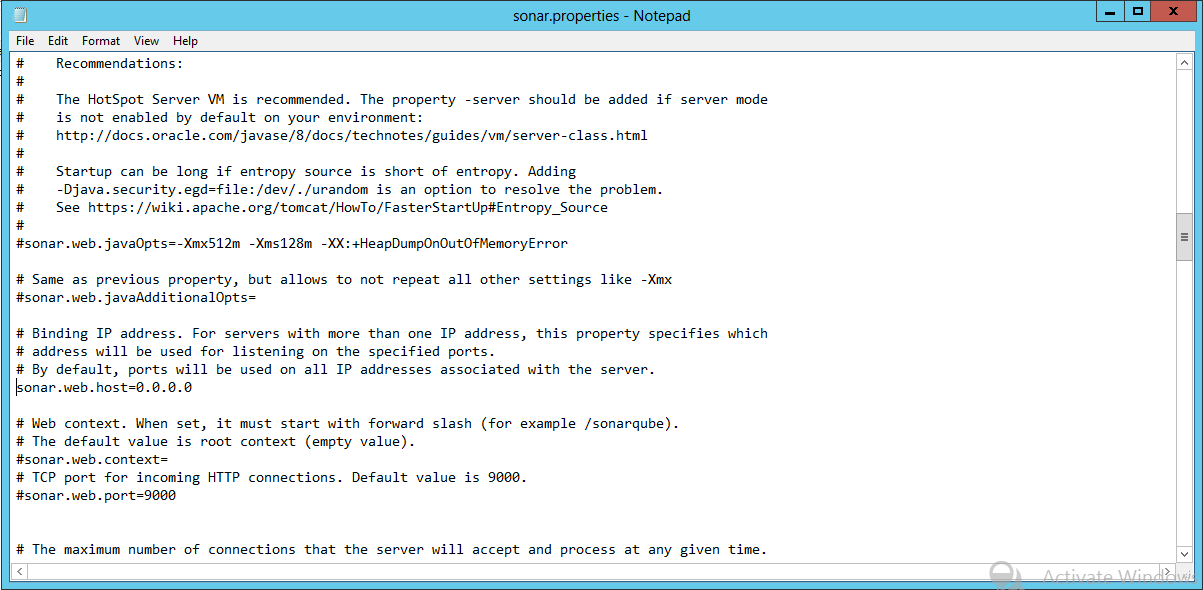 sonar.properties - Notepad
File Edit Format View Help
#    Recommendations:
#
#    The HotSpot Server VM is recommended. The property -server should be added if server mode
#    is not enabled by default on your environment:
#    http://docs.oracle.com/javase/8/docs/technotes/guides/vm/server-class.html
#
#    Startup can be long if entropy source is short of entropy. Adding
#    -Djava.security.egd=file:/dev/./urandom is an option to resolve the problem.
#    See https://wiki.apache.org/tomcat/HowTo/FasterStartUp#Entropy_Source
#
#sonar.web.javaOpts=-Xmx512m -Xms128m -XX:+HeapDumpOnOutOfMemoryError
# Same as previous property, but allows to not repeat all other settings like -Xmx
#sonar.web.javaAdditionalOpts=
# Binding IP address. For servers with more than one IP address, this property specifies which
# address will be used for listening on the specified ports.
# By default, ports will be used on all IP addresses associated with the server.
sonar.web.host=0.0.0.0
# Web context. When set, it must start with forward slash (for example /sonarqube).
# The default value is root context (empty value).
#sonar.web.context=
# TCP port for incoming HTTP connections. Default value is 9000.
#sonar.web.port=9000
# The maximum number of connections that the server will accept and process at any given time.
Activate Windows